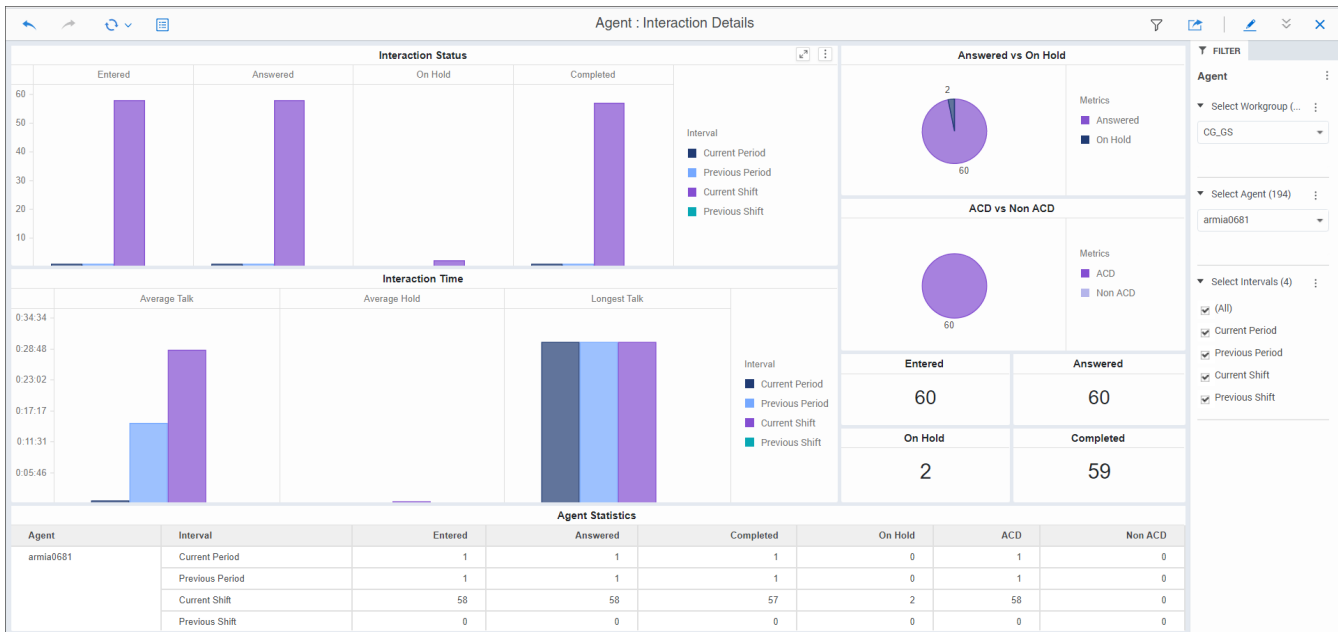 Agent : Interaction Details
Interaction Status
Entered Answered On Hold Completed
60
50
40
30
20
10
Interval
Current Period
Previous Period
Current Shift
Previous Shift
Interaction Time
Average Talk Average Hold Longest Talk
0:34:34
0:28:48
0:23:02
0:17:17
0:11:31
0:05:46
Interval
Current Period
Previous Period
Current Shift
Previous Shift
Answered vs On Hold
2
60
Metrics
Answered
On Hold
ACD vs Non ACD
60
Metrics
ACD
Non ACD
Entered Answered
60 60
On Hold Completed
2 59
Agent Statistics
Agent Interval Entered Answered Completed On Hold ACD Non ACD
armia0681 Current Period 1 1 1 0 1 0
Previous Period 1 1 1 0 1 0
Current Shift 58 58 57 2 58 0
Previous Shift 0 0 0 0 0 0
FILTER
Agent
Select Workgroup (...
CG_GS
Select Agent (194)
armia0681
Select Intervals (4)
(All)
Current Period
Previous Period
Current Shift
Previous Shift